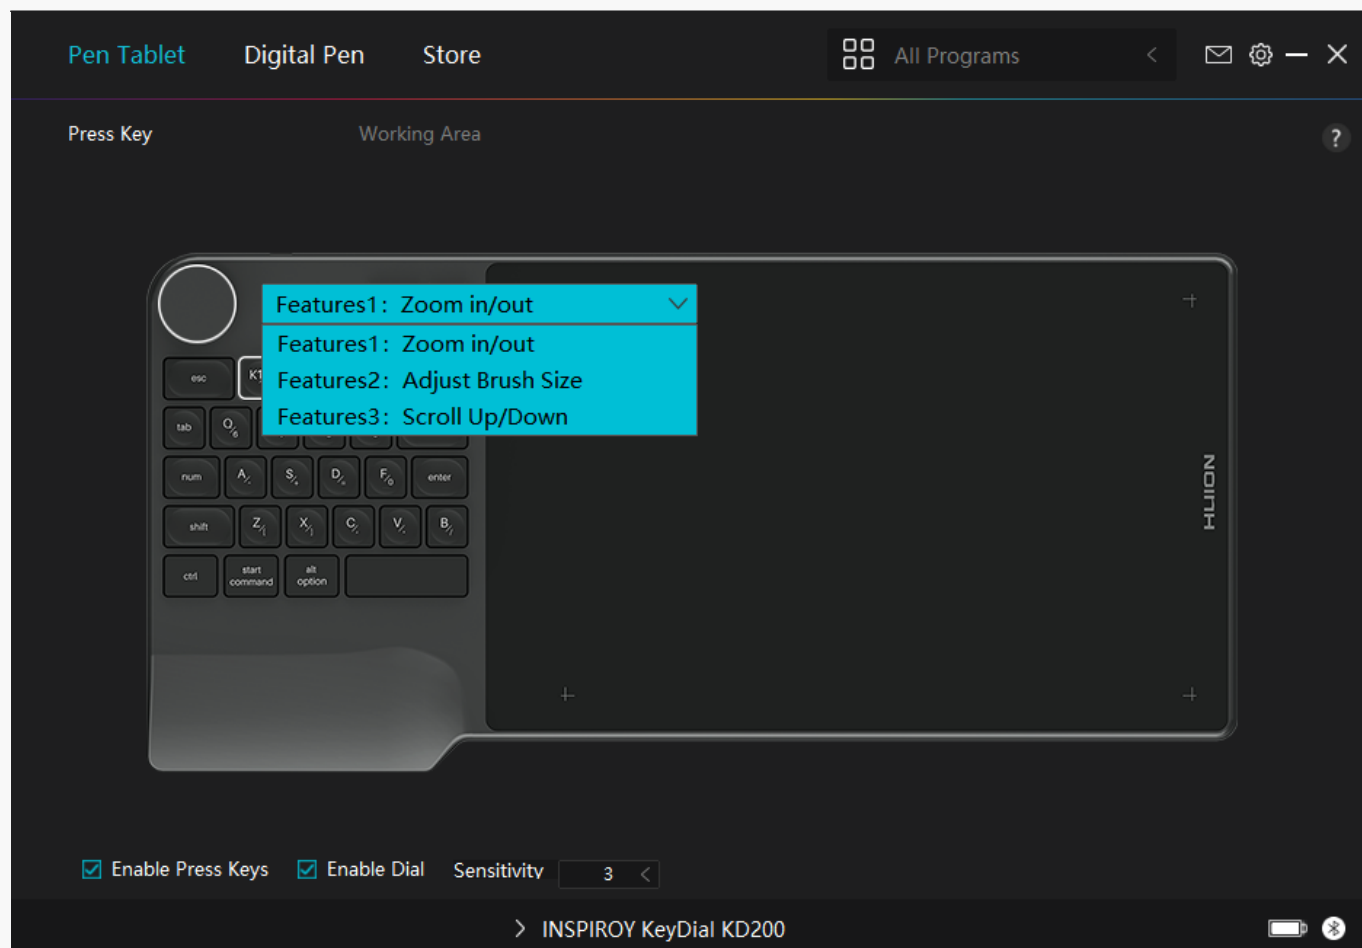 Pen Tablet Digital Pen Store All Programs
Press Key Working Area ?
Features1: Zoom in/out
Features1: Zoom in/out
Features2: Adjust Brush Size
Features3: Scroll Up/Down
esc K1
tab Q 6
num A S D F 0 enter
shift Z X C V B
ctrl start command alt option
HUION
Enable Press Keys Enable Dial Sensitivity 3
INSPIROY KeyDial KD200